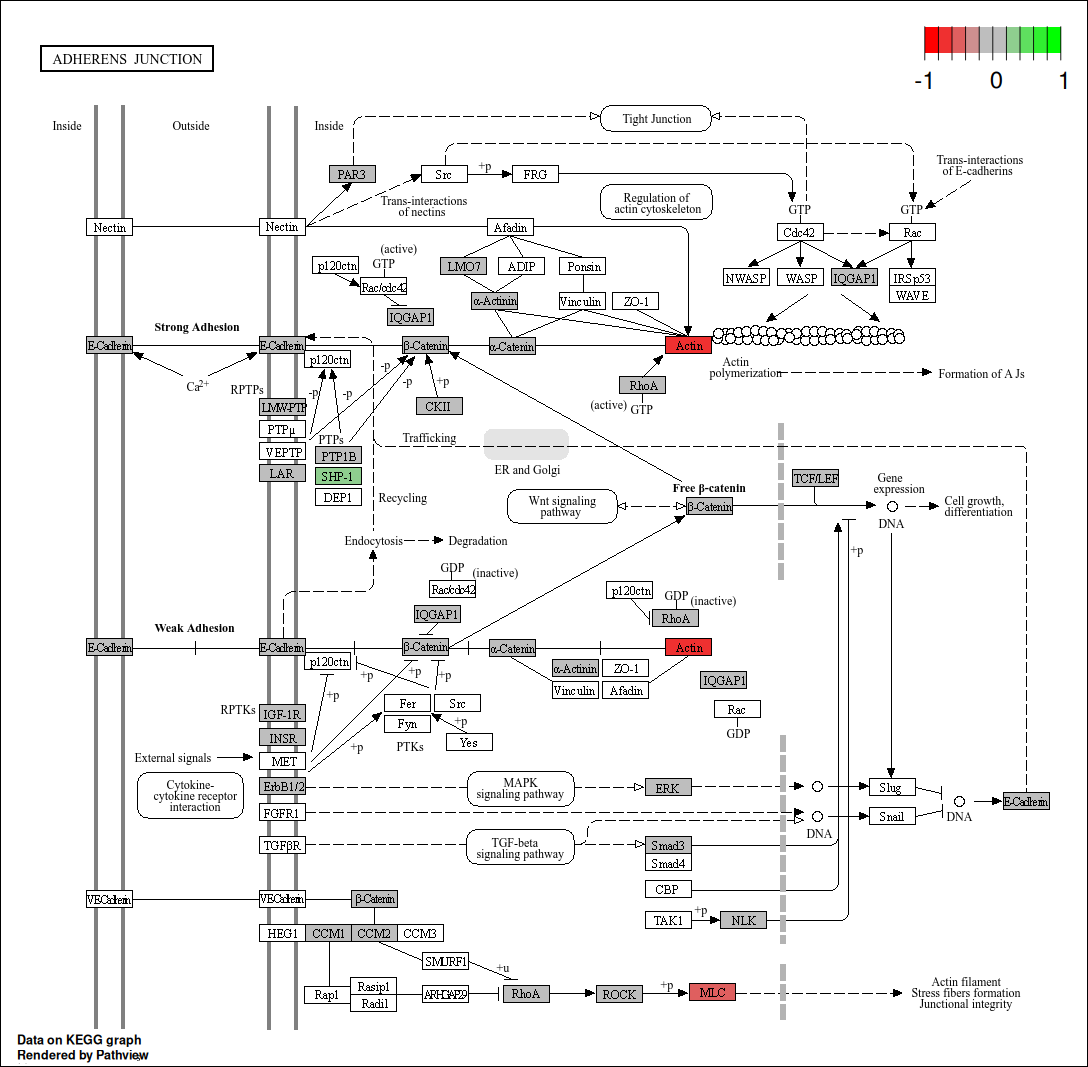 ADHERENS JUNCTION
-1
0
1
Inside
Outside
Inside
Tight Junction
PAR3
Src
+p
FRG
Trans-interactions
of E-cadherins
Trans-interactions
of nectins
Regulation of
actin cytoskeleton
GTP
GTP
Nectin
Nectin
Afadin
Cdc42
Rac
(active)
GTP
p120ctn
Rac/cdc42
IQGAP1
LMO7
ADIP
Ponsin
α-Actinin
Vinculin
ZO-1
NWASP
WASP
IQGAP1
IRSp53
WAVE
Strong Adhesion
E-Cadherin
E-Cadherin
p120ctn
β-Catenin
α-Catenin
Actin
Actin
polymerization
Formation of AJs
Ca2+
RPTPs
-p
-p
-p
-p
+p
RhoA
(active)
GTP
LMW-PTP
PTPμ
VEPTP
LAR
PTPs
PTP1B
SHP-1
DEP1
CKII
Trafficking
ER and Golgi
Recycling
Free β-catenin
β-Catenin
Wnt signaling
pathway
TCF/LEF
Gene
expression
DNA
Cell growth,
differentiation
Endocytosis
Degradation
+p
GDP
(inactive)
Rac/cdc42
IQGAP1
p120ctn
GDP
(inactive)
RhoA
Weak Adhesion
E-Cadherin
E-Cadherin
p120ctn
β-Catenin
α-Catenin
Actin
α-Actinin
ZO-1
Vinculin
Afadin
IQGAP1
Rac
GDP
+p
+p
+p
+p
Fer
Src
Fyn
+p
PTKs
Yes
+p
RPTKs
IGF-1R
INSR
External signals
MET
Cytokine-
cytokine receptor
interaction
ErbB1/2
FGFR1
TGFβR
MAPK
signaling pathway
ERK
TGF-beta
signaling pathway
Smad3
Smad4
DNA
Slug
Snail
DNA
E-Cadherin
CBP
TAK1
+p
NLK
VECadherin
VECadherin
β-Catenin
HEG1
CCM1
CCM2
CCM3
SMURF1
+u
Rap1
Rasip1
Radil
ARHGAP29
RhoA
ROCK
+p
MLC
Actin filament
Stress fibers formation
Junctional integrity
Data on KEGG graph
Rendered by Pathview